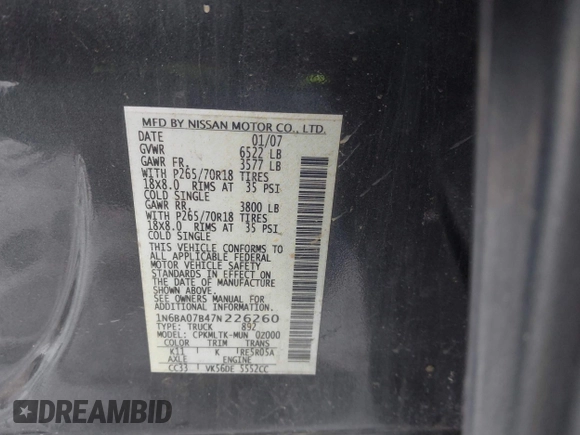 MFD BY NISSAN MOTOR CO., LTD.
DATE 01/07
GVWR 6522 LB
GAWR FR. 3577 LB
WITH P265/70R18 TIRES
18X8.0 RIMS AT 35 PSI
COLD SINGLE
GAWR RR. 3800 LB
WITH P265/70R18 TIRES
18X8.0 RIMS AT 35 PSI
COLD SINGLE
THIS VEHICLE CONFORMS TO
ALL APPLICABLE FEDERAL
MOTOR VEHICLE SAFETY
STANDARDS IN EFFECT ON
THE DATE OF MANUFACTURE
SHOWN ABOVE.
SEE OWNERS MANUAL FOR
ADDITIONAL INFORMATION.
1N6BA07B47N226260
TYPE: TRUCK 892
MODEL: CPKMLTK-MUN 02000
COLOR TRIM TRANS
K11 K RE5R05A
AXLE ENGINE
CC33 VK56DE 5552CC
DREAMBID